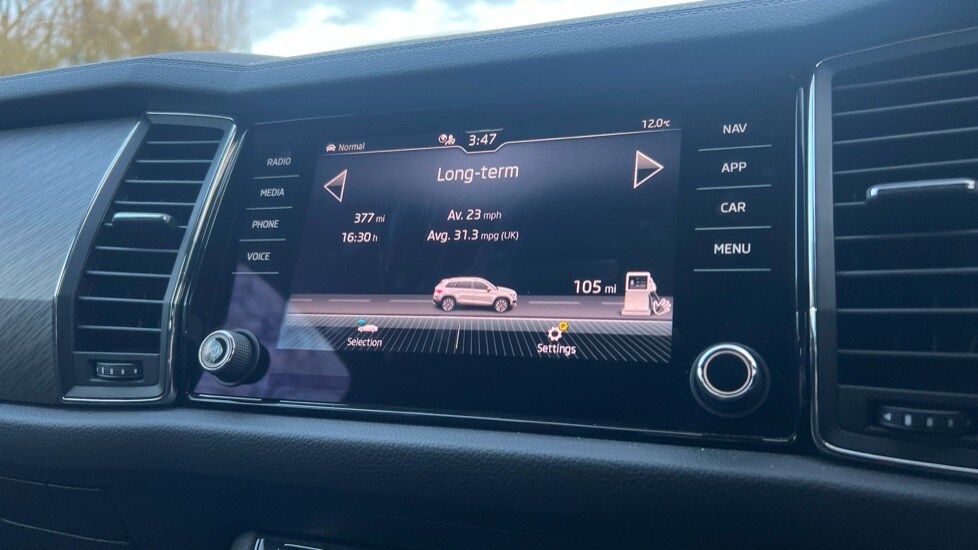 Normal
3:47
12.0°C
Long-term
377 mi
Av. 23 mph
16:30 h
Avg. 31.3 mpg (UK)
105 mi
Selection
Settings
RADIO
MEDIA
PHONE
VOICE
NAV
APP
CAR
MENU